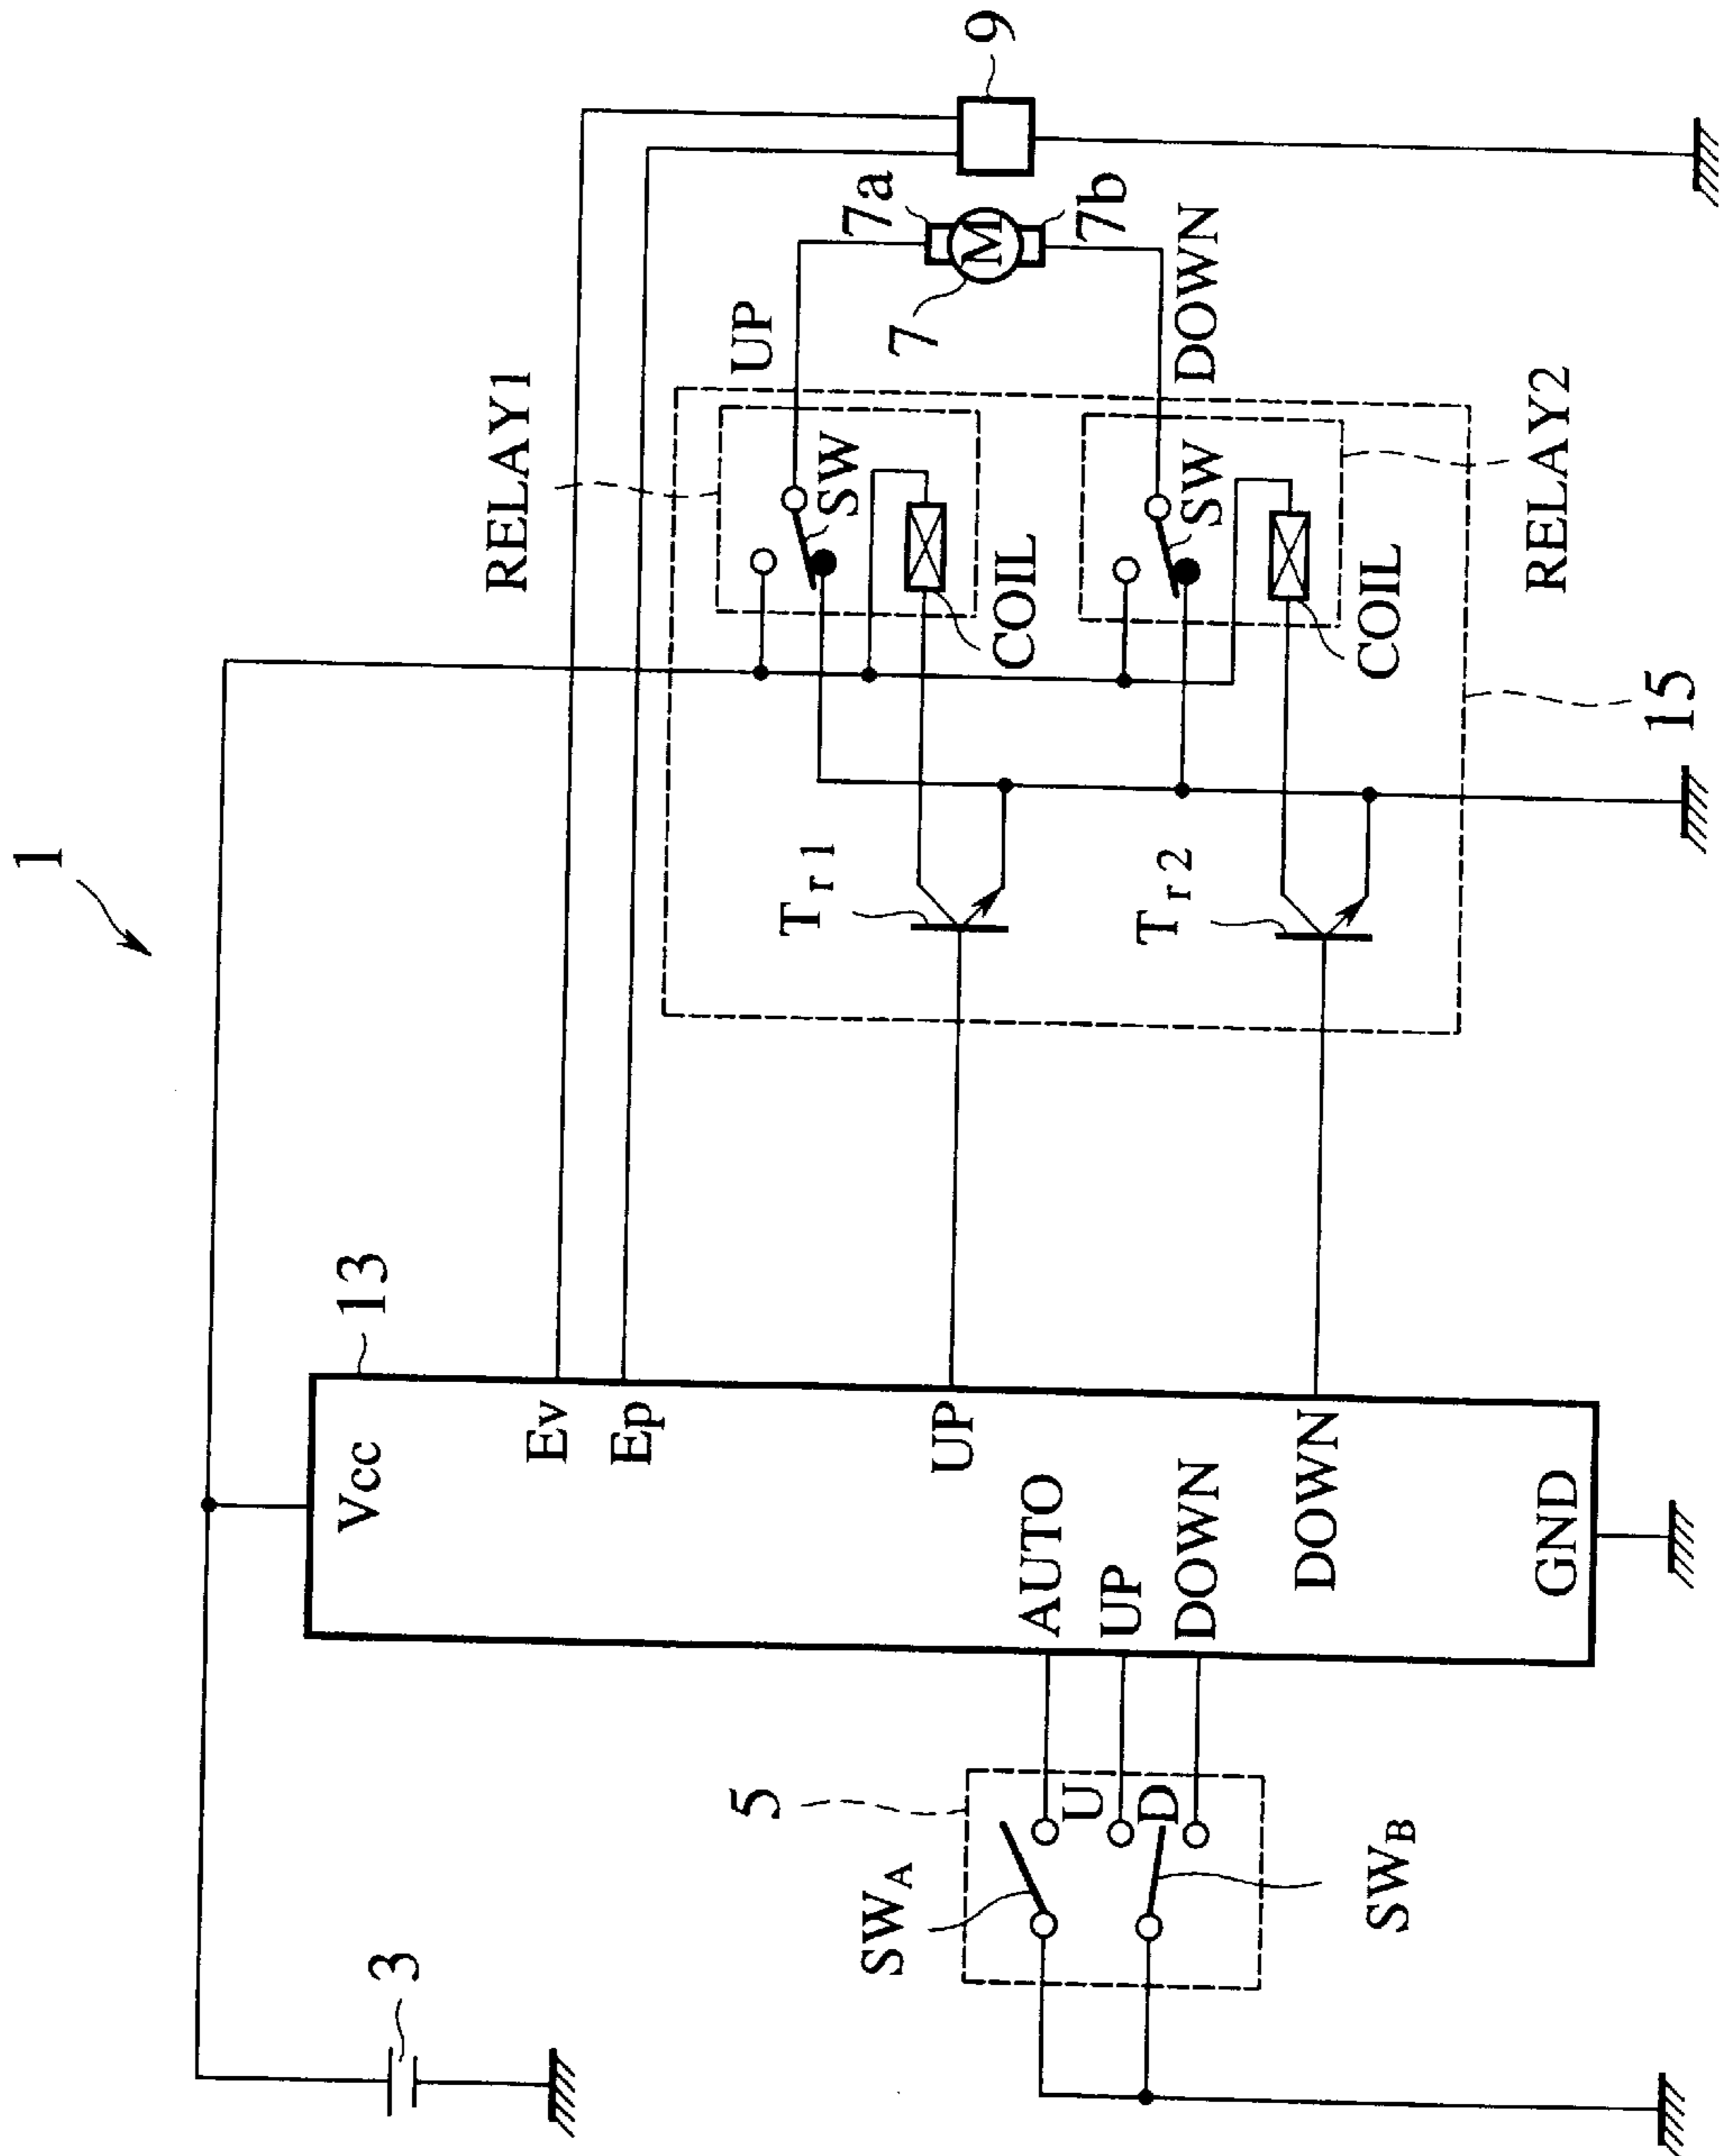 1
3
13
Vcc
Ev
Ep
UP
DOWN
GND
AUTO
UP
DOWN
5
SWA
U
D
SWB
RELAY1
UP
SW
COIL
Tr1
7a
7
M
7b
9
DOWN
SW
COIL
Tr2
RELAY2
15